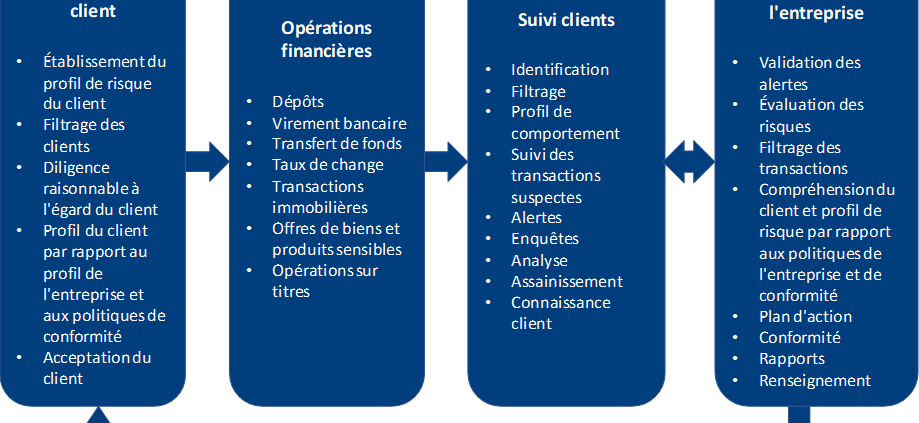 client
• Établissement du
profil de risque
du client
• Filtrage des
clients
• Diligence
raisonnable à
l'égard du client
• Profil du client
par rapport au
profil de
l'entreprise et
aux politiques de
conformité
• Acceptation du
client
Opérations
financières
• Dépôts
• Virement bancaire
• Transfert de fonds
• Taux de change
• Transactions
immobilières
• Offres de biens et
produits sensibles
• Opérations sur
titres
Suivi clients
• Identification
• Filtrage
• Profil de
comportement
• Suivi des
transactions
suspectes
• Alertes
• Enquêtes
• Analyse
• Assainissement
• Connaissance
client
l'entreprise
• Validation des
alertes
• Évaluation des
risques
• Filtrage des
transactions
• Compréhension du
client et profil de
risque par rapport
aux politiques de
l'entreprise et de
conformité
• Plan d'action
• Conformité
• Rapports
• Renseignement